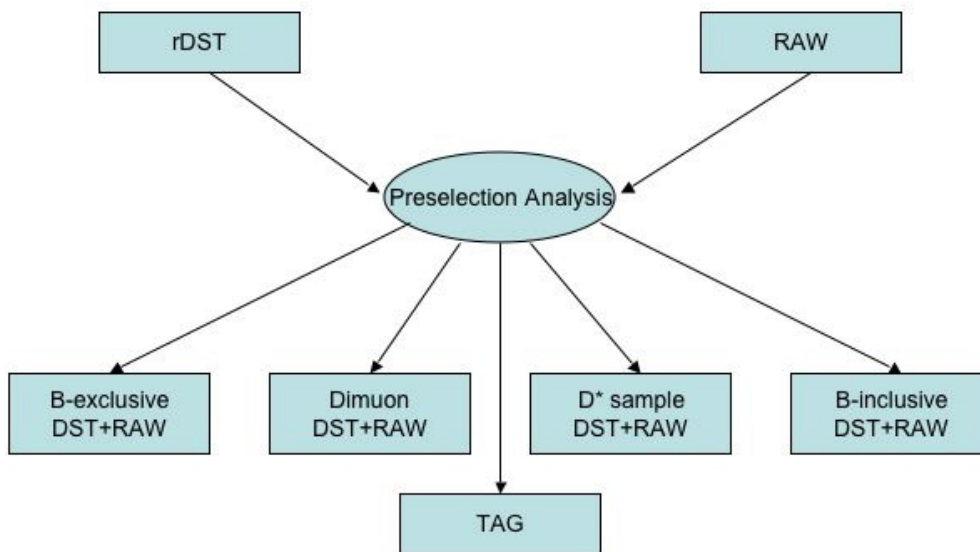 rDST
RAW
Preselection Analysis
B-exclusive
DST+RAW
Dimuon
DST+RAW
D* sample
DST+RAW
B-inclusive
DST+RAW
TAG